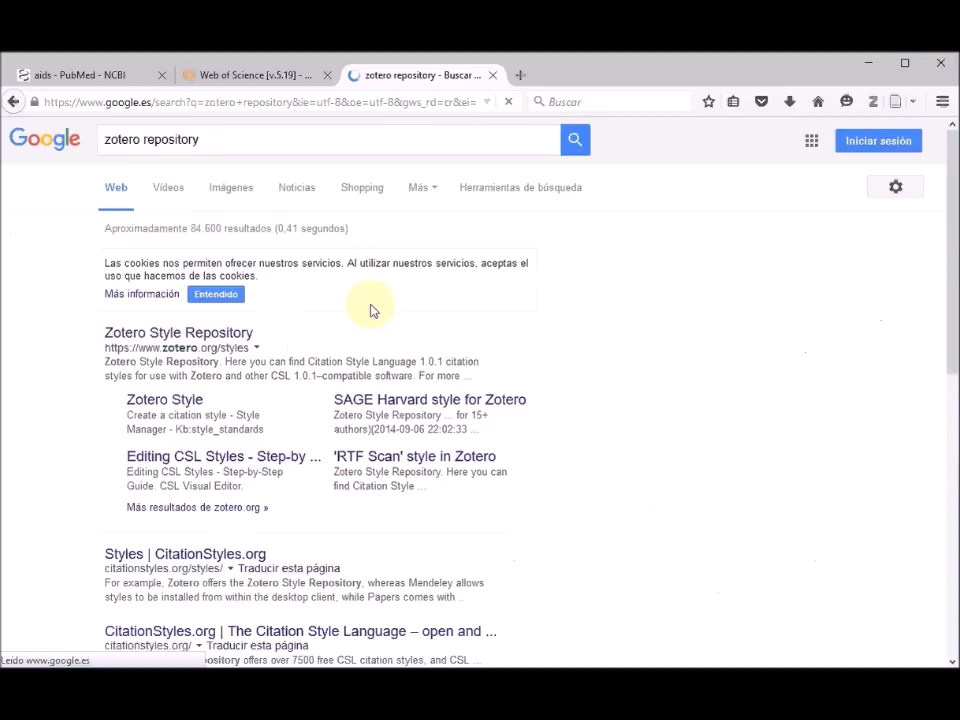 aids - PubMed - NCBI
Web of Science [v.5.19] - ...
zotero repository - Buscar ...
https://www.google.es/search?q=zotero+repository&ie=utf-8&oe=utf-8&gws_rd=cr&ei=
Buscar
Google
zotero repository
Iniciar sesión
Web
Vídeos
Imágenes
Noticias
Shopping
Más
Herramientas de búsqueda
Aproximadamente 84.600 resultados (0,41 segundos)
Las cookies nos permiten ofrecer nuestros servicios. Al utilizar nuestros servicios, aceptas el
uso que hacemos de las cookies.
Más información
Entendido
Zotero Style Repository
https://www.zotero.org/styles
Zotero Style Repository. Here you can find Citation Style Language 1.0.1 citation
styles for use with Zotero and other CSL 1.0.1–compatible software. For more ...
Zotero Style
Create a citation style - Style
Manager - Kb:style_standards
SAGE Harvard style for Zotero
Zotero Style Repository ... for 15+
authors)(2014-09-06 22:02:33 ...
Editing CSL Styles - Step-by ...
Editing CSL Styles - Step-by-Step
Guide. CSL Visual Editor.
'RTF Scan' style in Zotero
Zotero Style Repository. Here you can
find Citation Style ...
Más resultados de zotero.org »
Styles | CitationStyles.org
citationstyles.org/styles/ Traducir esta página
For example, Zotero offers the Zotero Style Repository, whereas Mendeley allows
styles to be installed from within the desktop client, while Papers comes with ..
CitationStyles.org | The Citation Style Language – open and ...
citationstyles.org/ Traducir esta página
pository offers over 7500 free CSL citation styles, and CSL ...
Leído www.google.es